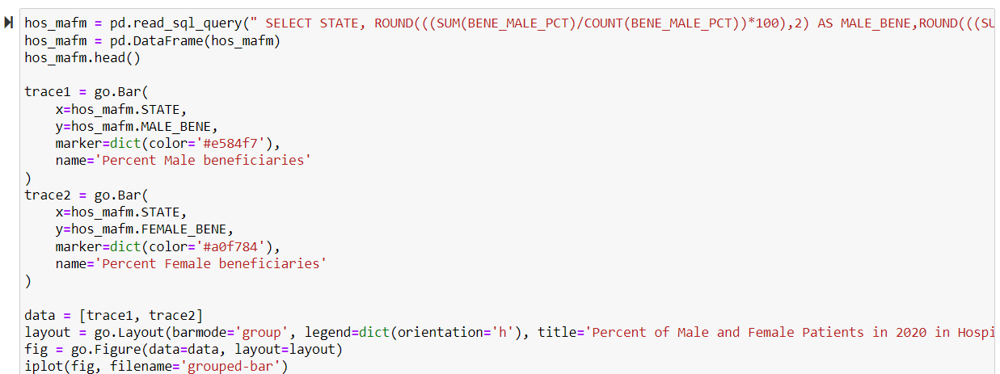 hos_mafm = pd.read_sql_query(" SELECT STATE, ROUND(((SUM(BENE_MALE_PCT)/COUNT(BENE_MALE_PCT))*100),2) AS MALE_BENE,ROUND(((SU
hos_mafm = pd.DataFrame(hos_mafm)
hos_mafm.head()

trace1 = go.Bar(
    x=hos_mafm.STATE,
    y=hos_mafm.MALE_BENE,
    marker=dict(color='#e584f7'),
    name='Percent Male beneficiaries'
)
trace2 = go.Bar(
    x=hos_mafm.STATE,
    y=hos_mafm.FEMALE_BENE,
    marker=dict(color='#a0f784'),
    name='Percent Female beneficiaries'
)

data = [trace1, trace2]
layout = go.Layout(barmode='group', legend=dict(orientation='h'), title='Percent of Male and Female Patients in 2020 in Hospi
fig = go.Figure(data=data, layout=layout)
iplot(fig, filename='grouped-bar')